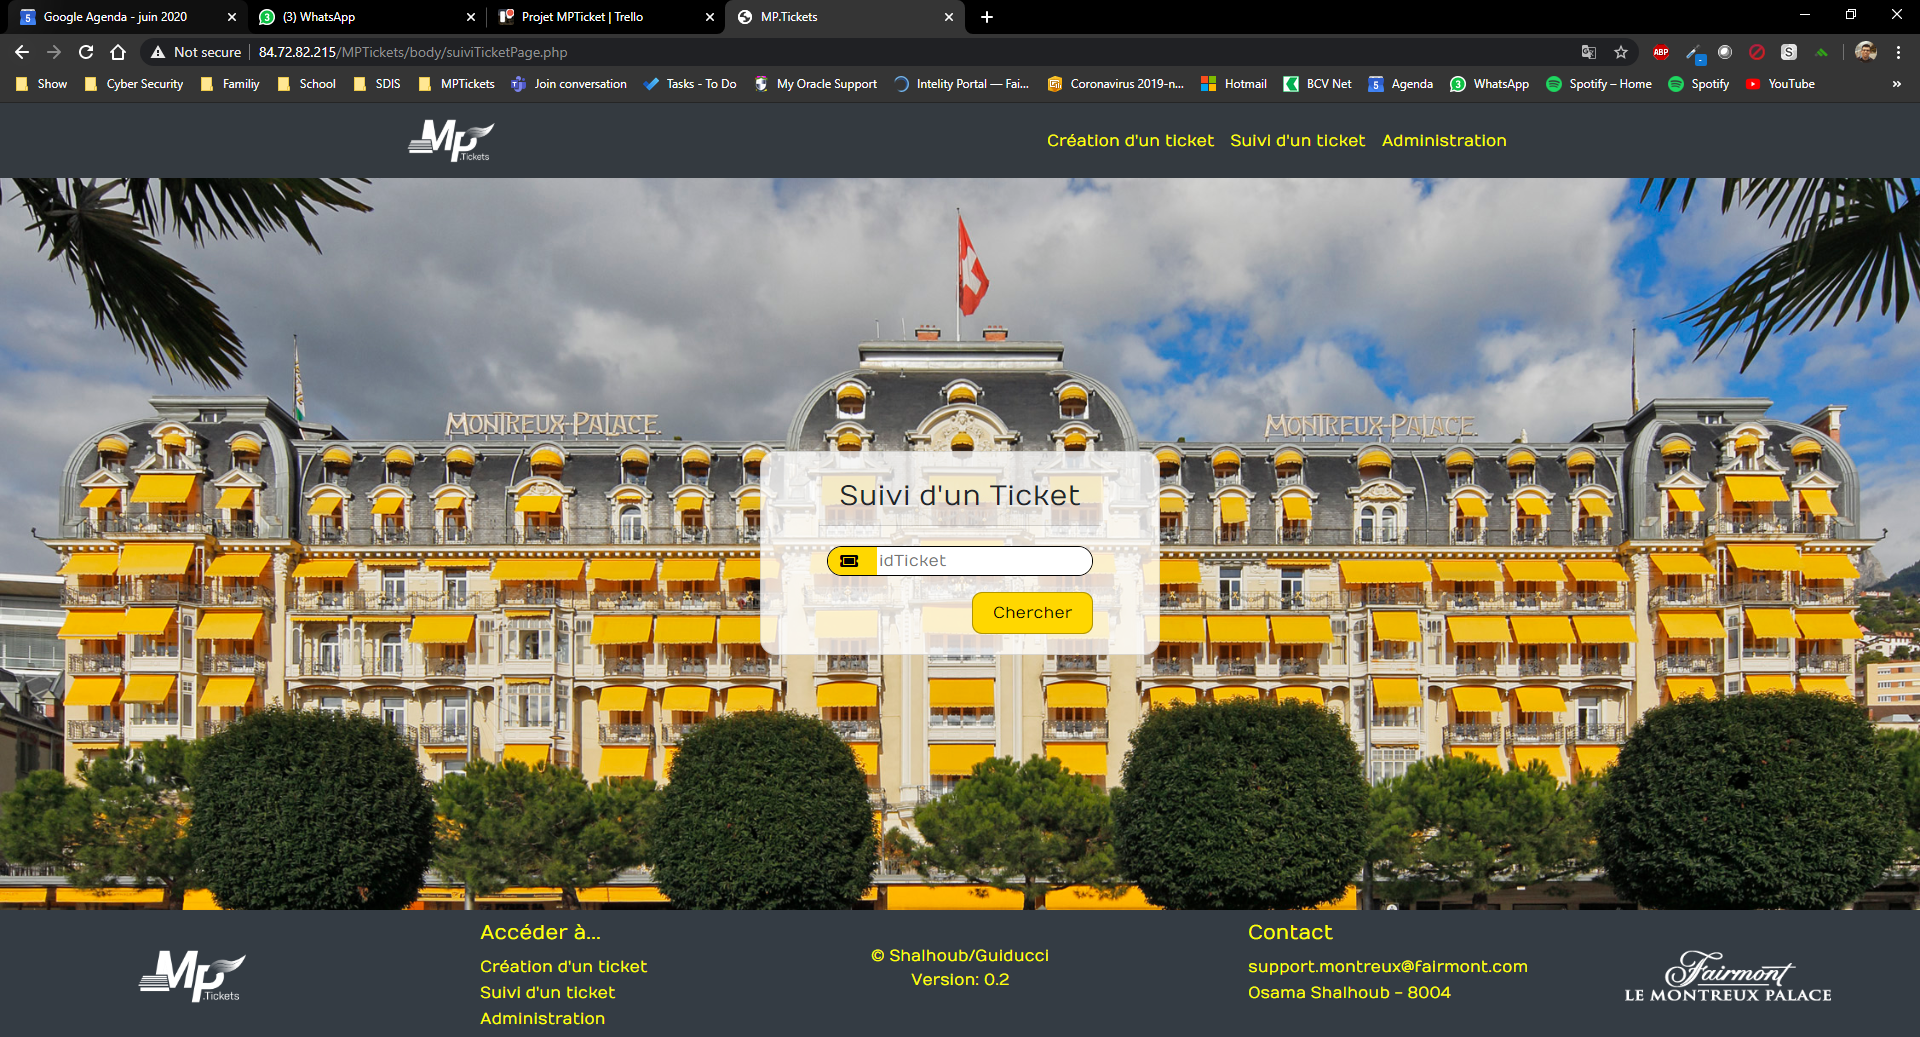 Google Agenda - juin 2020
(3) WhatsApp
Projet MPTicket | Trello
MP.Tickets
Not secure
84.72.82.215/MPTickets/body/suiviTicketPage.php
Show
Cyber Security
Familiy
School
SDIS
MPTickets
Join conversation
Tasks - To Do
My Oracle Support
Intelity Portal — Fai...
Coronavirus 2019-n...
Hotmail
BCV Net
Agenda
WhatsApp
Spotify – Home
Spotify
YouTube
»
Mp
.Tickets
Création d'un ticket
Suivi d'un ticket
Administration
MONTREUX-PALACE
MONTREUX-PALACE
Suivi d'un Ticket
idTicket
Chercher
Mp
.Tickets
Accéder à...
Création d'un ticket
Suivi d'un ticket
Administration
© Shalhoub/Guiducci
Version: 0.2
Contact
support.montreux@fairmont.com
Osama Shalhoub - 8004
Fairmont
LE MONTREUX PALACE